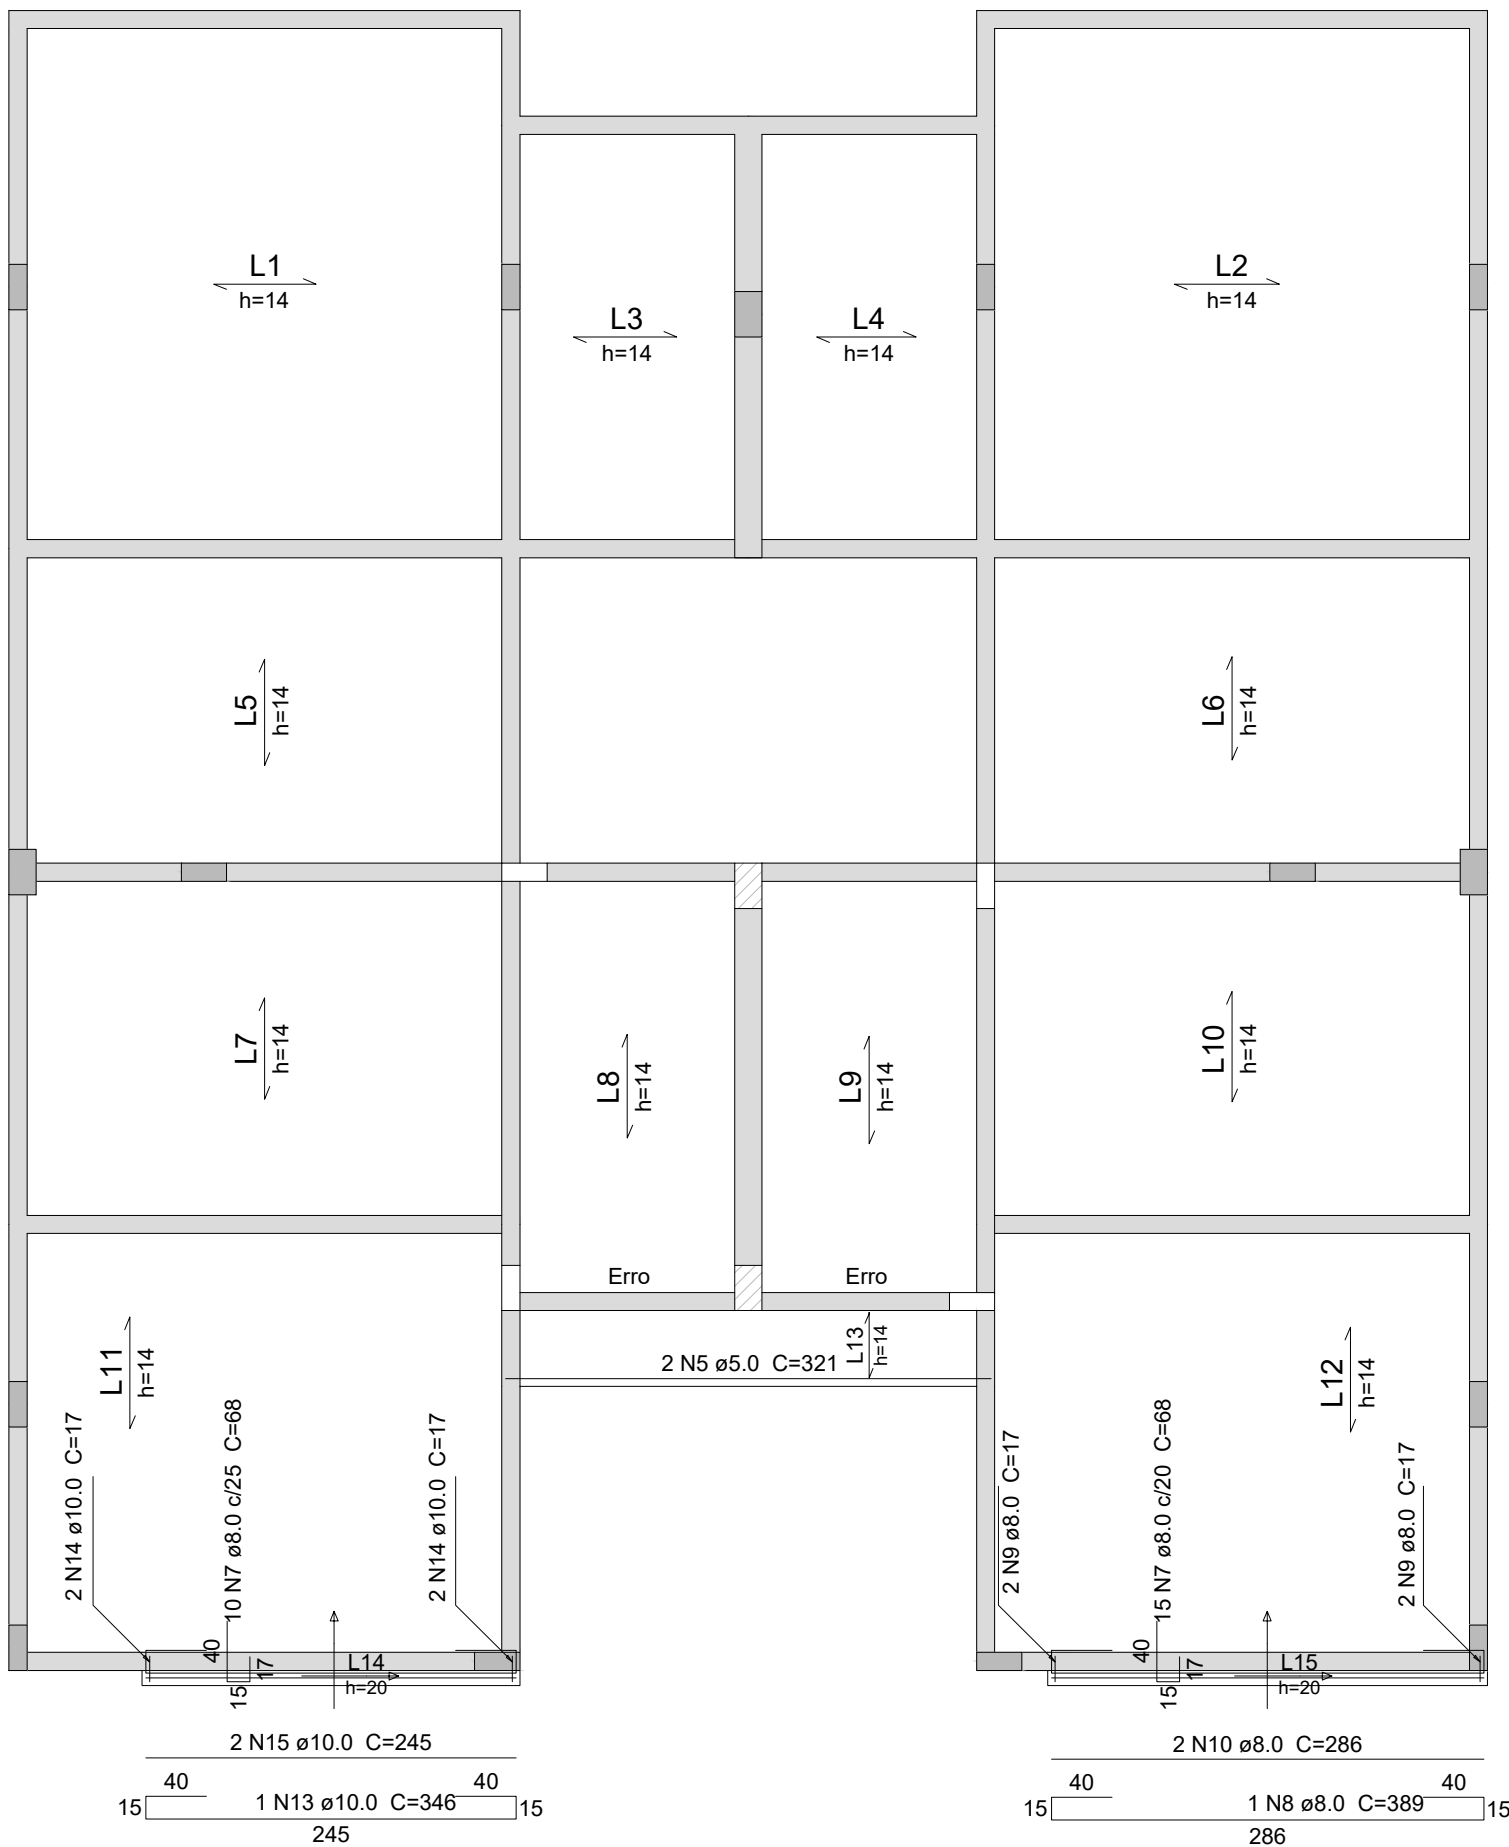 L1
h=14
L2
h=14
L3
h=14
L4
h=14
L5
h=14
L6
h=14
L7
h=14
L8
h=14
L9
h=14
L10
h=14
Erro
Erro
L11
h=14
L13
h=14
2 N5 ø5.0 C=321
L12
h=14
2 N14 ø10.0 C=17
10 N7 ø8.0 c/25 C=68
2 N14 ø10.0 C=17
2 N9 ø8.0 C=17
15 N7 ø8.0 c/20 C=68
2 N9 ø8.0 C=17
40
17
15
L14
h=20
40
17
15
L15
h=20
2 N15 ø10.0 C=245
40 40
15 1 N13 ø10.0 C=346 15
245
2 N10 ø8.0 C=286
40 40
15 1 N8 ø8.0 C=389 15
286